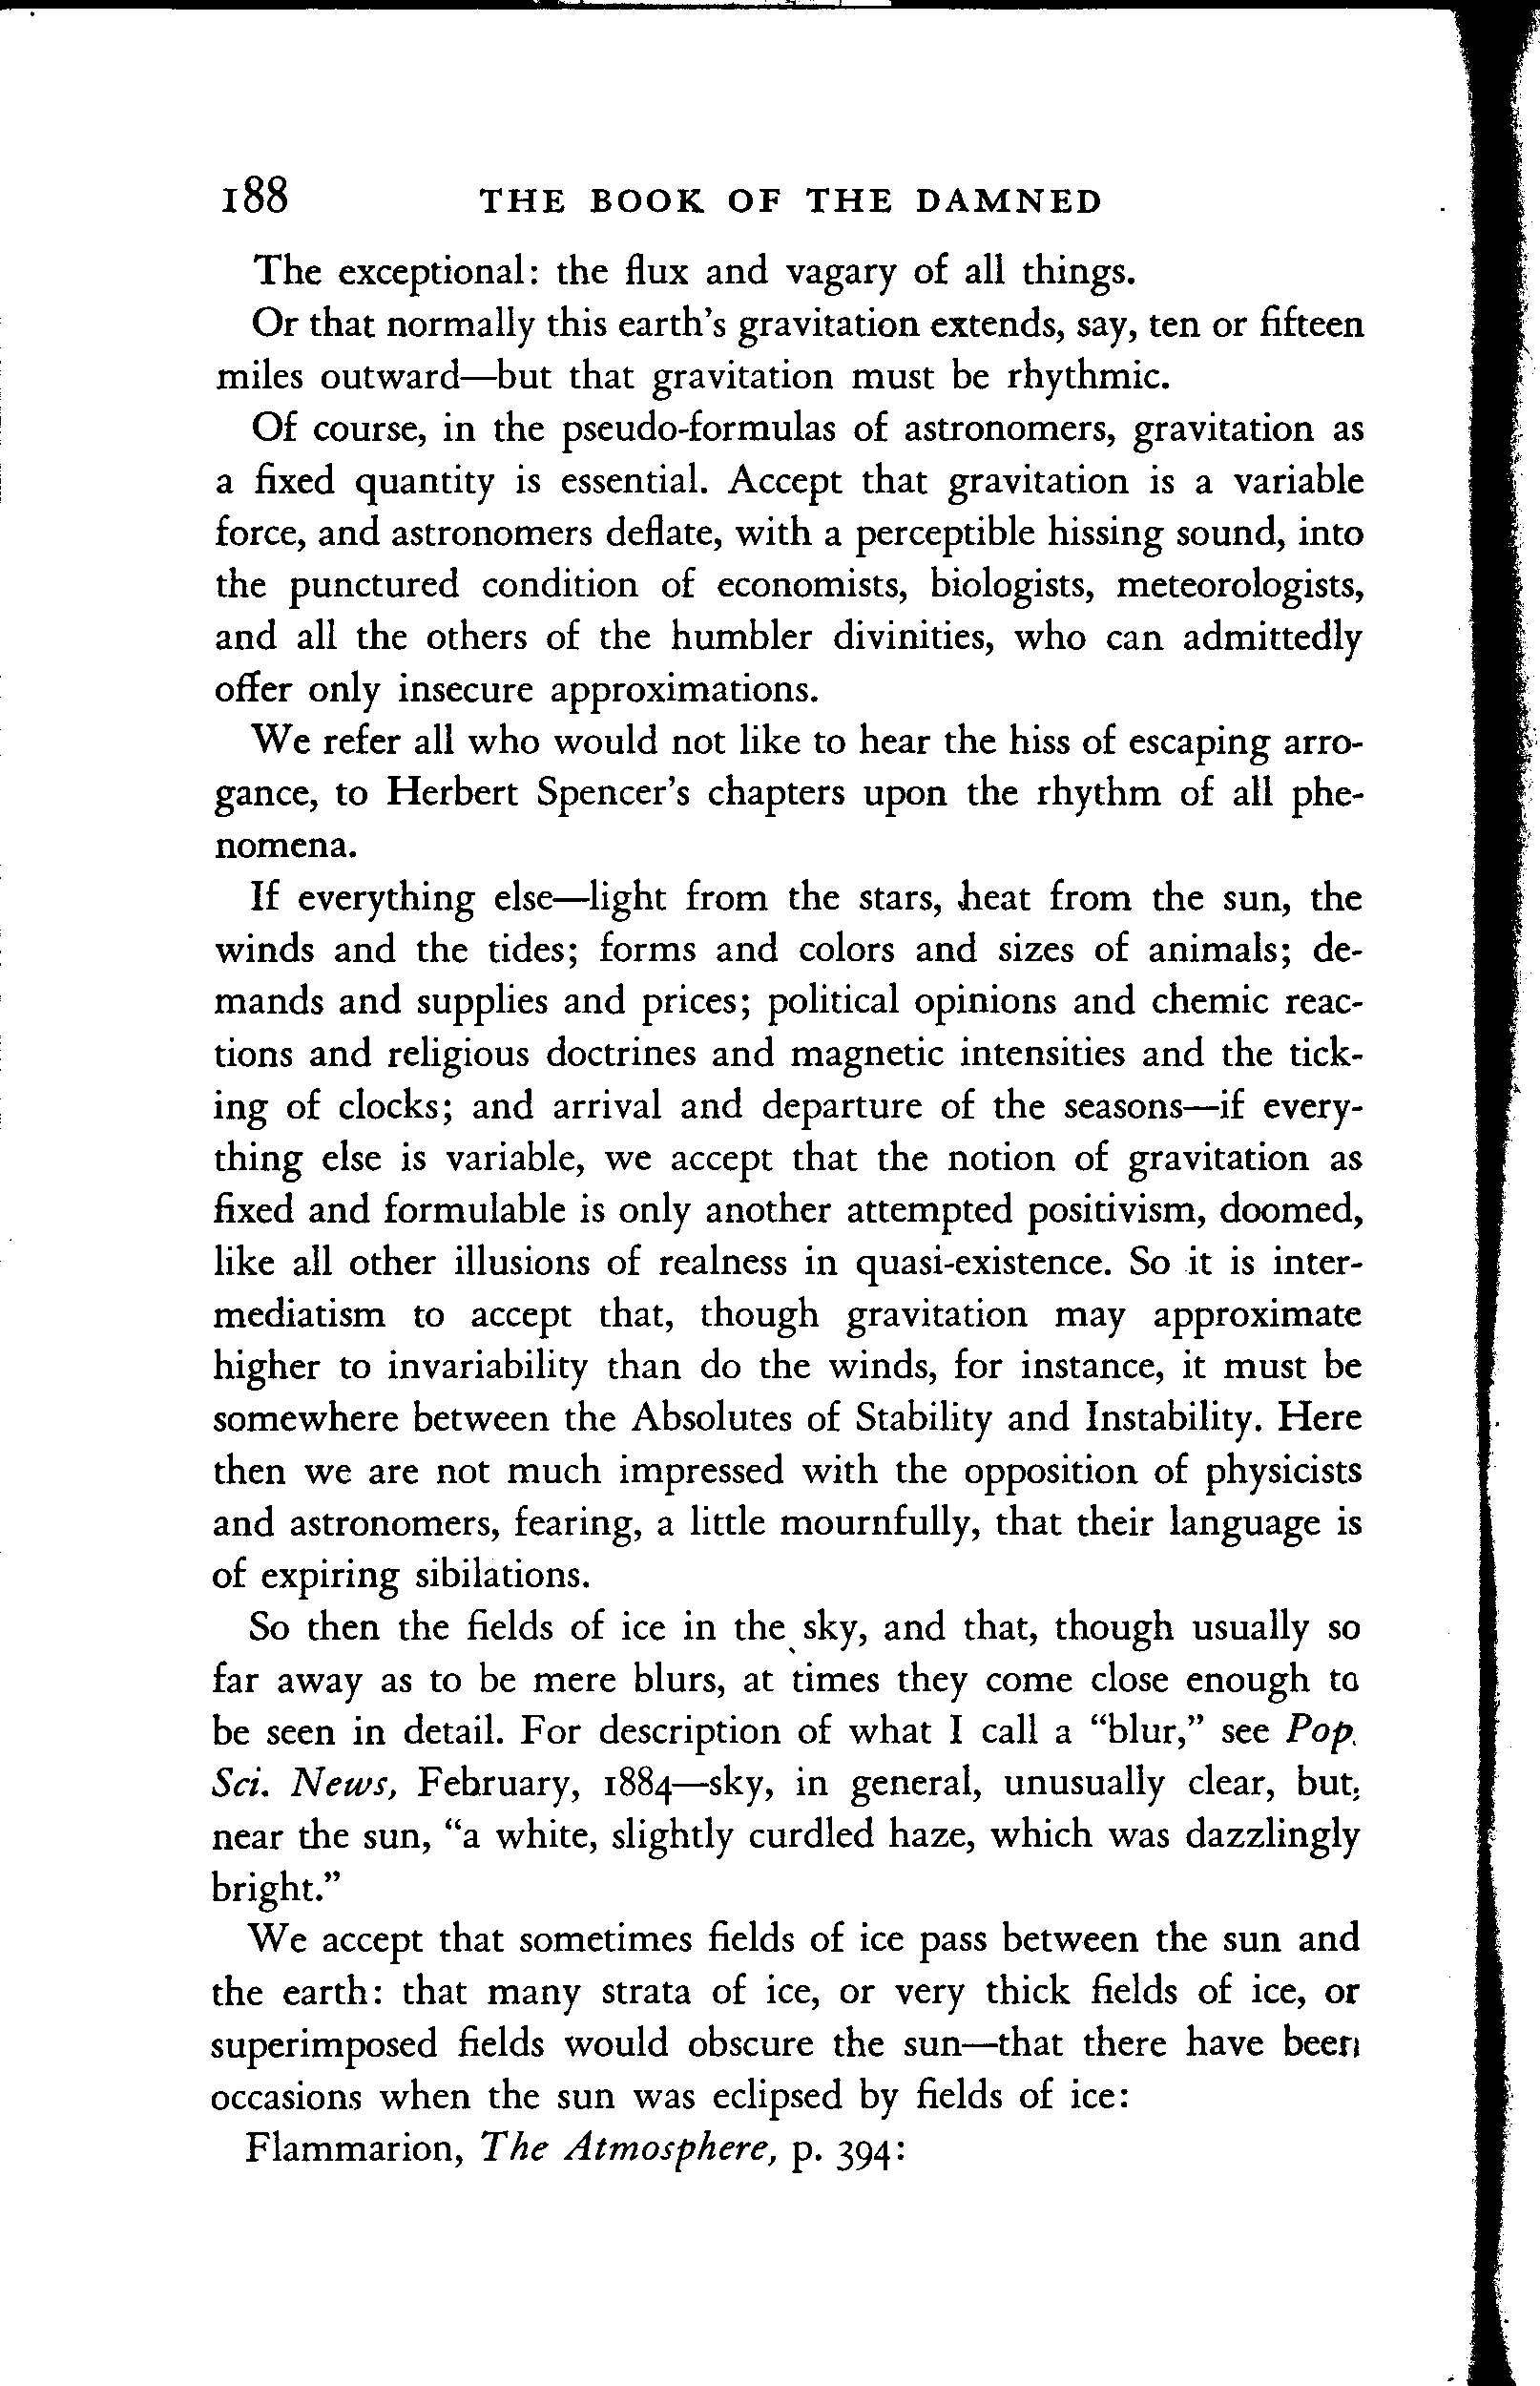 188 THE BOOK OF THE DAMNED
The exceptional: the flux and vagary of all things.
Or that normally this earth's gravitation extends, say, ten or fifteen
miles outward—but that gravitation must be rhythmic.
Of course, in the pseudo-formulas of astronomers, gravitation as
a fixed quantity is essential. Accept that gravitation is a variable
force, and astronomers deflate, with a perceptible hissing sound, into
the punctured condition of economists, biologists, meteorologists,
and all the others of the humbler divinities, who can admittedly
offer only insecure approximations.
We refer all who would not like to hear the hiss of escaping arro-
gance, to Herbert Spencer's chapters upon the rhythm of all phe-
nomena.
If everything else—light from the stars, heat from the sun, the
winds and the tides; forms and colors and sizes of animals; de-
mands and supplies and prices; political opinions and chemic reac-
tions and religious doctrines and magnetic intensities and the tick-
ing of clocks; and arrival and departure of the seasons—if every-
thing else is variable, we accept that the notion of gravitation as
fixed and formulable is only another attempted positivism, doomed,
like all other illusions of realness in quasi-existence. So it is inter-
mediatism to accept that, though gravitation may approximate
higher to invariability than do the winds, for instance, it must be
somewhere between the Absolutes of Stability and Instability. Here
then we are not much impressed with the opposition of physicists
and astronomers, fearing, a little mournfully, that their language is
of expiring sibilations.
So then the fields of ice in the sky, and that, though usually so
far away as to be mere blurs, at times they come close enough to
be seen in detail. For description of what I call a “blur,” see Pop.
Sci. News, February, 1884—sky, in general, unusually clear, but,
near the sun, “a white, slightly curdled haze, which was dazzlingly
bright.”
We accept that sometimes fields of ice pass between the sun and
the earth: that many strata of ice, or very thick fields of ice, or
superimposed fields would obscure the sun—that there have been
occasions when the sun was eclipsed by fields of ice:
Flammarion, The Atmosphere, p. 394: